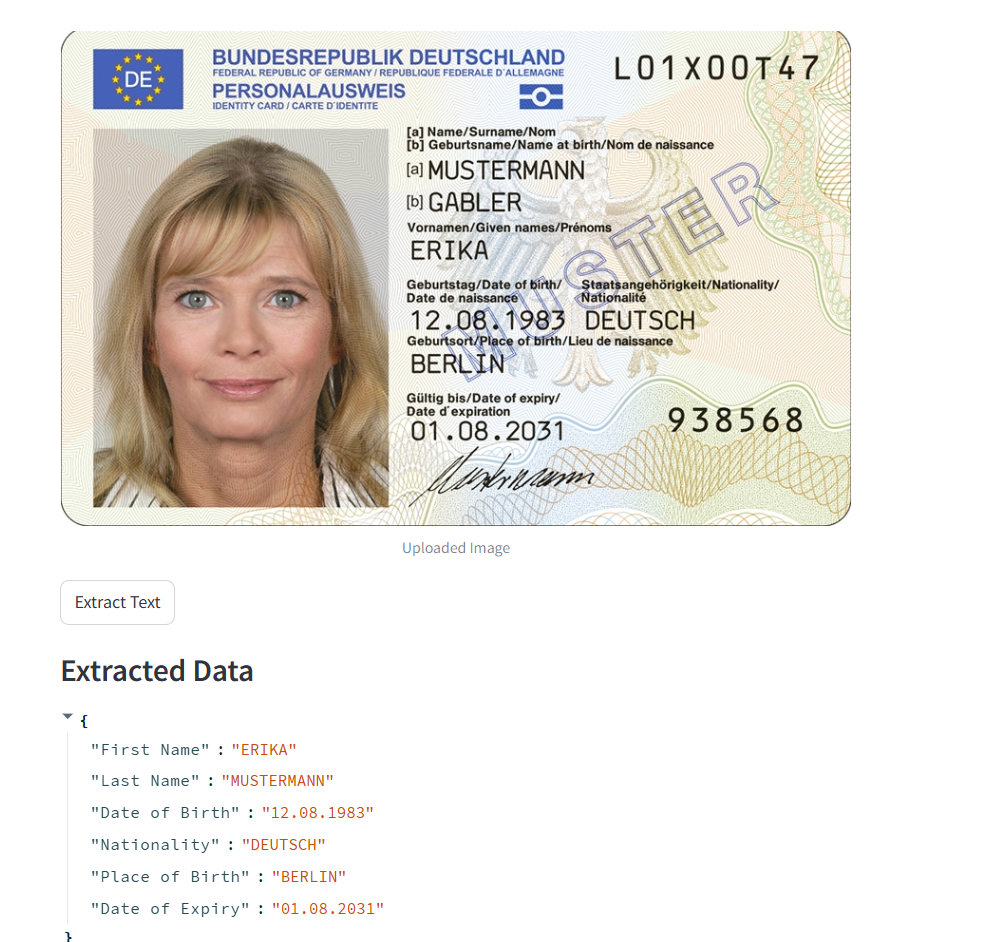 DE
BUNDESREPUBLIK DEUTSCHLAND
FEDERAL REPUBLIC OF GERMANY / REPUBLIQUE FEDERALE D´ALLEMAGNE
PERSONALAUSWEIS
IDENTITY CARD / CARTE D´IDENTITE
L01X00T47
[a] Name/Surname/Nom
[b] Geburtsname/Name at birth/Nom de naissance
[a] MUSTERMANN
[b] GABLER
Vornamen/Given names/Prénoms
ERIKA
Geburtstag/Date of birth/
Date de naissance
Staatsangehörigkeit/Nationality/
Nationalité
12.08.1983 DEUTSCH
Geburtsort/Place of birth/Lieu de naissance
BERLIN
Gültig bis/Date of expiry/
Date d´expiration
01.08.2031
938568
Mustermann
MUSTER
Uploaded Image
Extract Text
Extracted Data
{
"First Name" : "ERIKA"
"Last Name" : "MUSTERMANN"
"Date of Birth" : "12.08.1983"
"Nationality" : "DEUTSCH"
"Place of Birth" : "BERLIN"
"Date of Expiry" : "01.08.2031"
}